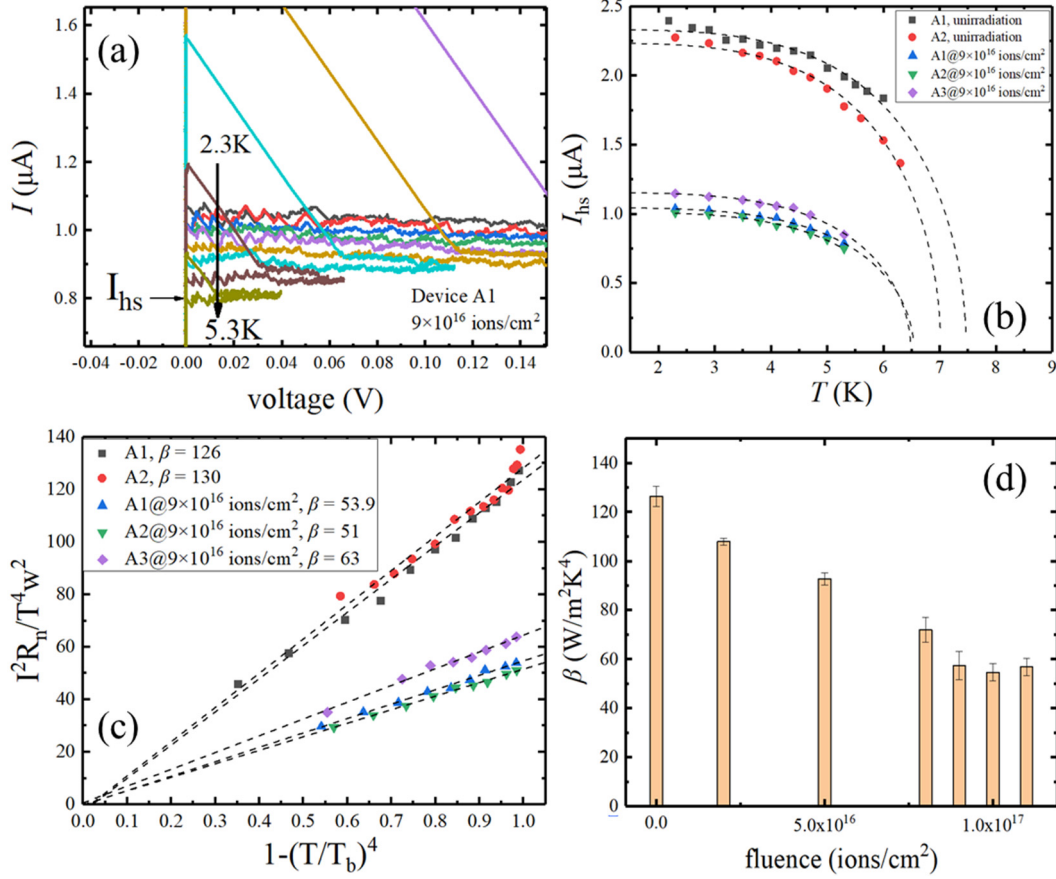 (a)
1.6
1.4
1.2
1.0
0.8
I (μA)
2.3K
I_hs
5.3K
Device A1
9×10¹⁶ ions/cm²
-0.04 -0.02 0.00 0.02 0.04 0.06 0.08 0.10 0.12 0.14
voltage (V)
2.5
2.0
1.5
1.0
0.5
0.0
I_hs (μA)
A1, unirradiation
A2, unirradiation
A1@9×10¹⁶ ions/cm²
A2@9×10¹⁶ ions/cm²
A3@9×10¹⁶ ions/cm²
(b)
2 3 4 5 6 7 8 9
T (K)
140
120
100
80
60
40
20
0
I²Rₙ/T⁴w²
A1, β = 126
A2, β = 130
A1@9×10¹⁶ ions/cm², β = 53.9
A2@9×10¹⁶ ions/cm², β = 51
A3@9×10¹⁶ ions/cm², β = 63
(c)
0.0 0.1 0.2 0.3 0.4 0.5 0.6 0.7 0.8 0.9 1.0
1-(T/T_b)⁴
(d)
140
120
100
80
60
40
20
0
β (W/m²K⁴)
0.0 5.0x10¹⁶ 1.0x10¹⁷
fluence (ions/cm²)